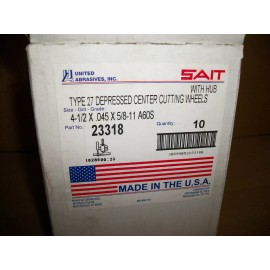 UNITED
ABRASIVES, INC.
SAIT
WITH HUB
TYPE 27 DEPRESSED CENTER CUTTING WHEELS
Size - Grit - Grade
4-1/2 X .045 X 5/8-11 A60S
Part No.
23318
Quantity:
10
MADE IN THE U.S.A.